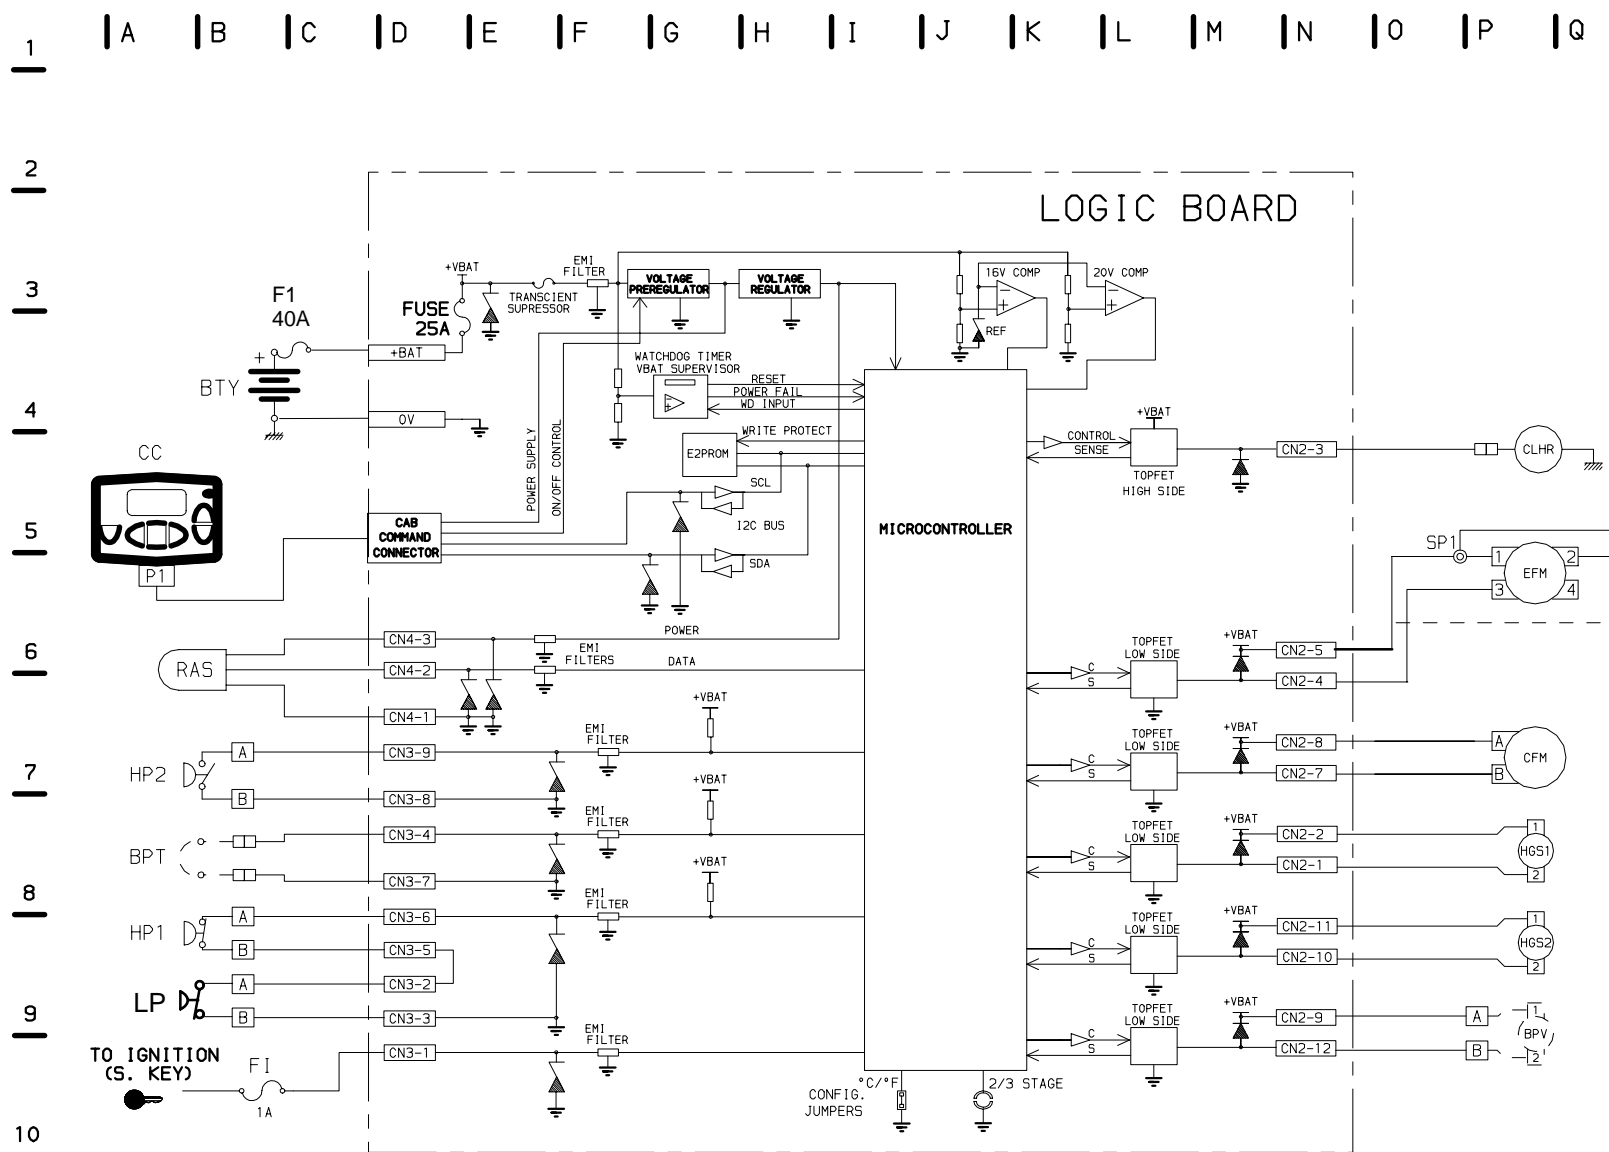 A B C D E F G H I J K L M N O P Q
1
2
LOGIC BOARD
3
+VBAT
EMI
FILTER
TRANSCIENT
SUPRESSOR
VOLTAGE
PREREGULATOR
VOLTAGE
REGULATOR
16V COMP
20V COMP
REF
F1
40A
FUSE
25A
+BAT
BTY
+
0V
4
WATCHDOG TIMER
VBAT SUPERVISOR
RESET
POWER FAIL
WD INPUT
WRITE PROTECT
E2PROM
POWER SUPPLY
ON/OFF CONTROL
SCL
I2C BUS
SDA
MICROCONTROLLER
+VBAT
CONTROL
SENSE
TOPFET
HIGH SIDE
CN2-3
CLHR
CC
5
P1
CAB
COMMAND
CONNECTOR
SP1
1
2
EFM
3
4
6
RAS
CN4-3
CN4-2
CN4-1
EMI
FILTERS
POWER
DATA
TOPFET
LOW SIDE
C
S
+VBAT
CN2-5
CN2-4
7
HP2
A
B
CN3-9
CN3-8
EMI
FILTER
+VBAT
TOPFET
LOW SIDE
C
S
+VBAT
CN2-8
CN2-7
A
B
CFM
BPT
CN3-4
CN3-7
EMI
FILTER
+VBAT
TOPFET
LOW SIDE
C
S
+VBAT
CN2-2
CN2-1
1
HGS1
2
8
HP1
A
B
CN3-6
CN3-5
EMI
FILTER
+VBAT
TOPFET
LOW SIDE
C
S
+VBAT
CN2-11
CN2-10
1
HGS2
2
9
LP
A
B
CN3-2
CN3-3
TOPFET
LOW SIDE
C
S
+VBAT
CN2-9
CN2-12
A
B
1
BPV
2
TO IGNITION
(S. KEY)
FI
1A
CN3-1
EMI
FILTER
°C/°F
CONFIG.
JUMPERS
2/3 STAGE
10